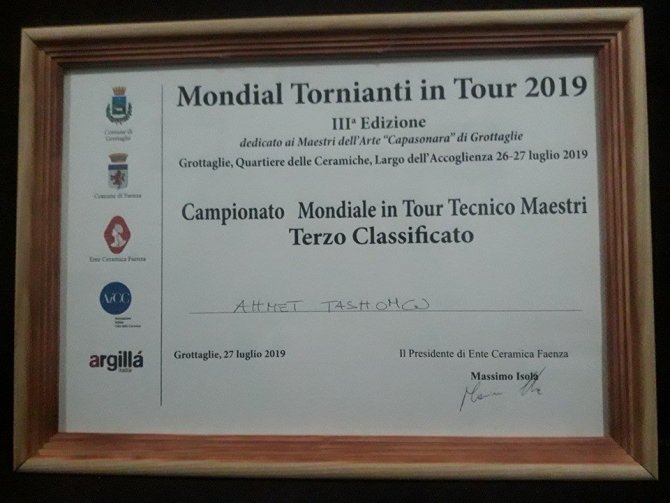 Mondial Tornianti in Tour 2019
IIIª Edizione
dedicato ai Maestri dell'Arte "Capasonara" di Grottaglie
Grottaglie, Quartiere delle Ceramiche, Largo dell'Accoglienza 26-27 luglio 2019
Campionato Mondiale in Tour Tecnico Maestri
Terzo Classificato
AHMET
Grottaglie, 27 luglio 2019
Il Presidente di Ente Ceramica Faenza
Massimo Isola
Comune di
Grottaglie
Comune di Faenza
Ente Ceramica Faenza
AiCC
argillá
italia